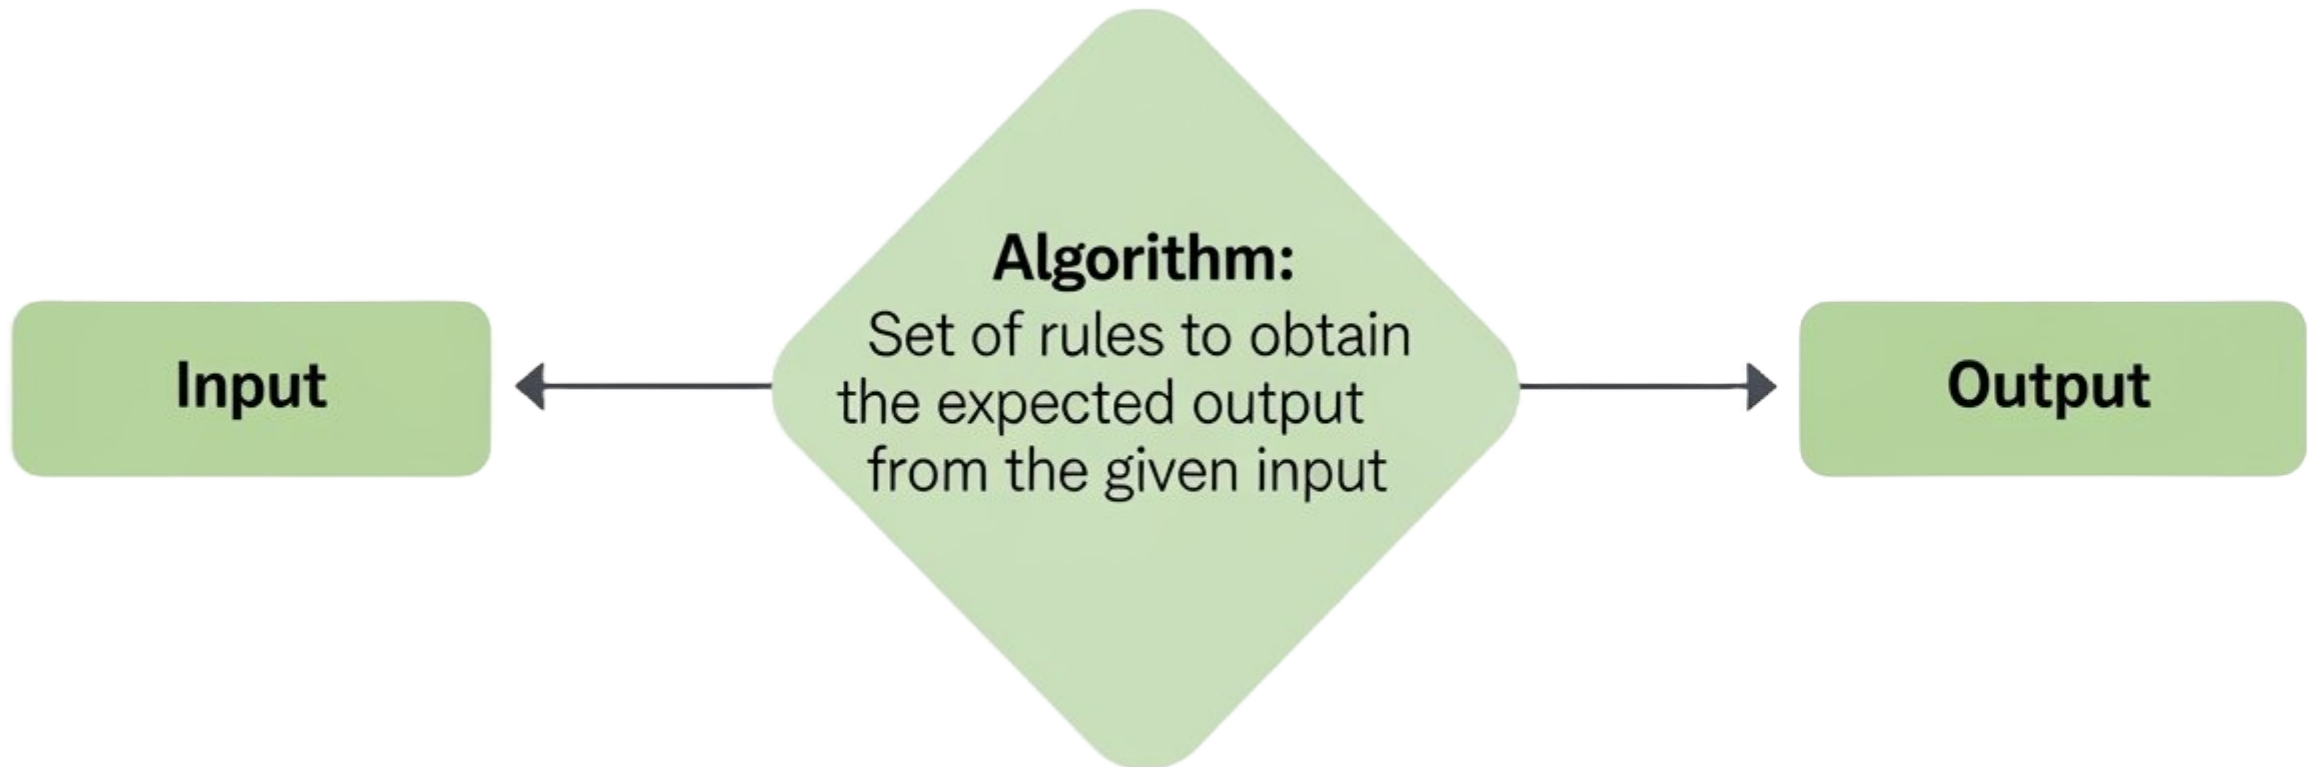 Input
Algorithm:
Set of rules to obtain
the expected output
from the given input
Output